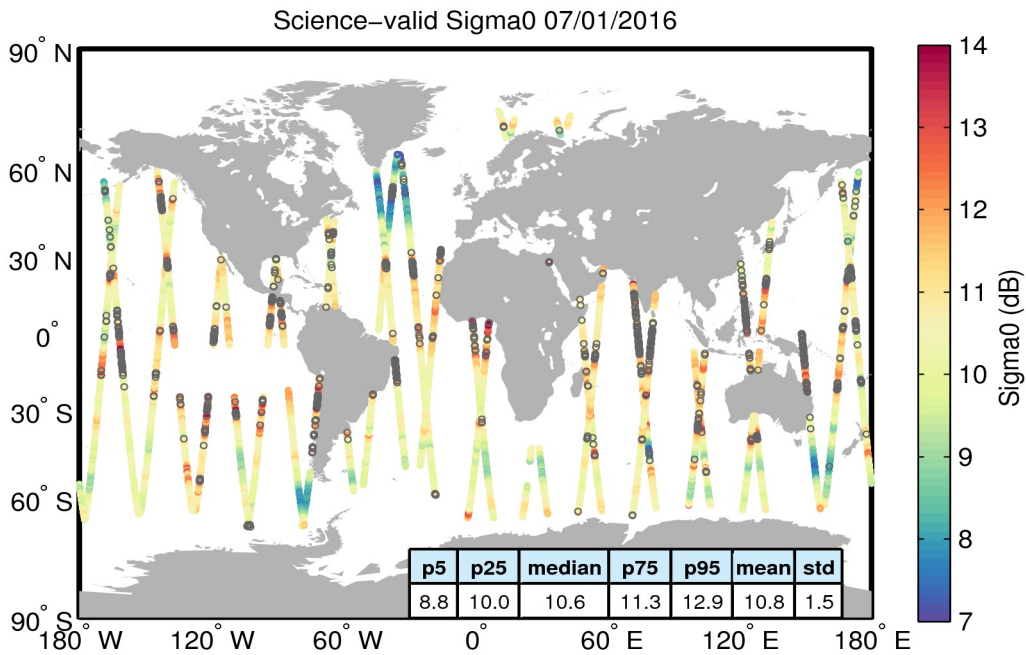 Science−valid Sigma0 07/01/2016
90° N
60° N
30° N
0°
30° S
60° S
90° S
180° W
120° W
60° W
0°
60° E
120° E
180° E
14
13
12
11
10
9
8
7
Sigma0 (dB)
p5 p25 median p75 p95 mean std
8.8 10.0 10.6 11.3 12.9 10.8 1.5